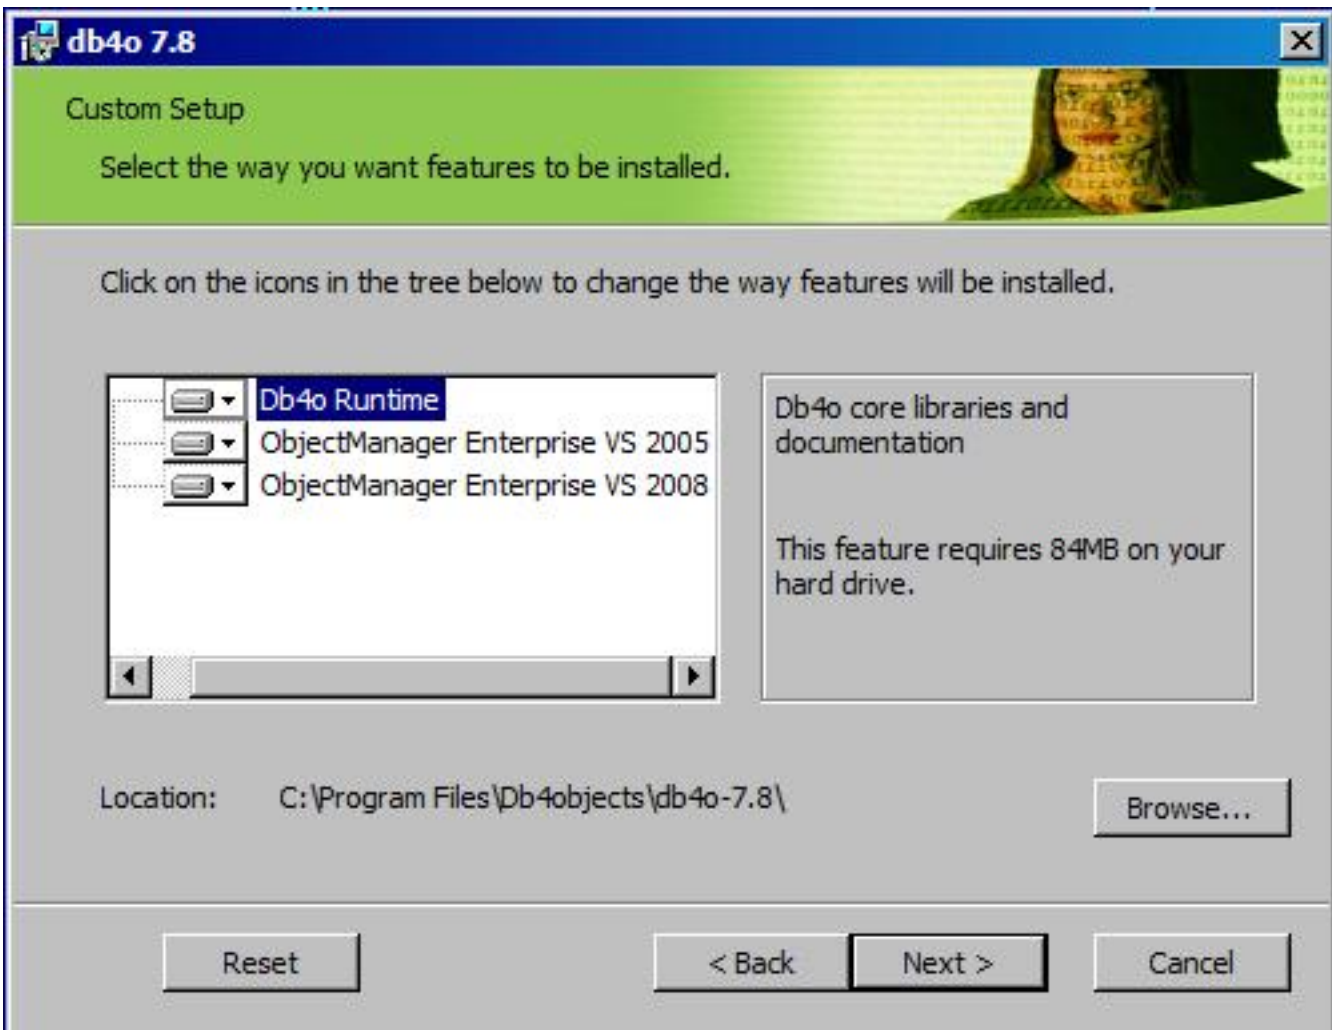 db4o 7.8
Custom Setup
Select the way you want features to be installed.
Click on the icons in the tree below to change the way features will be installed.
Db4o Runtime
ObjectManager Enterprise VS 2005
ObjectManager Enterprise VS 2008
Db4o core libraries and
documentation
This feature requires 84MB on your
hard drive.
Location: C:\Program Files\Db4objects\db4o-7.8\
Browse...
Reset
< Back
Next >
Cancel